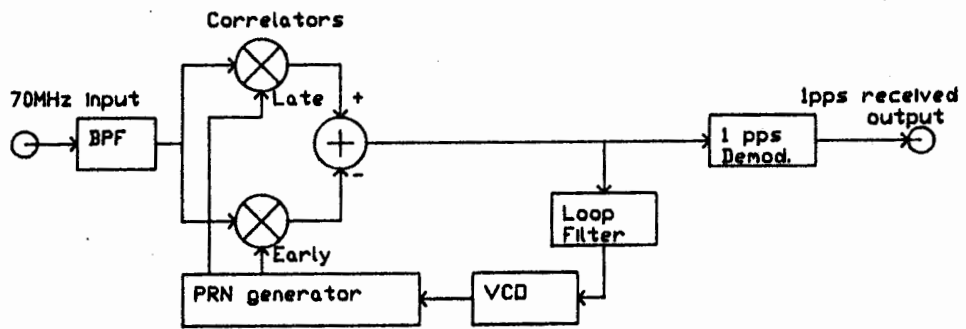 Correlators
70MHz input
BPF
Late
+
-
Early
PRN generator
VCO
Loop
Filter
1 pps
Demod.
1pps received
output